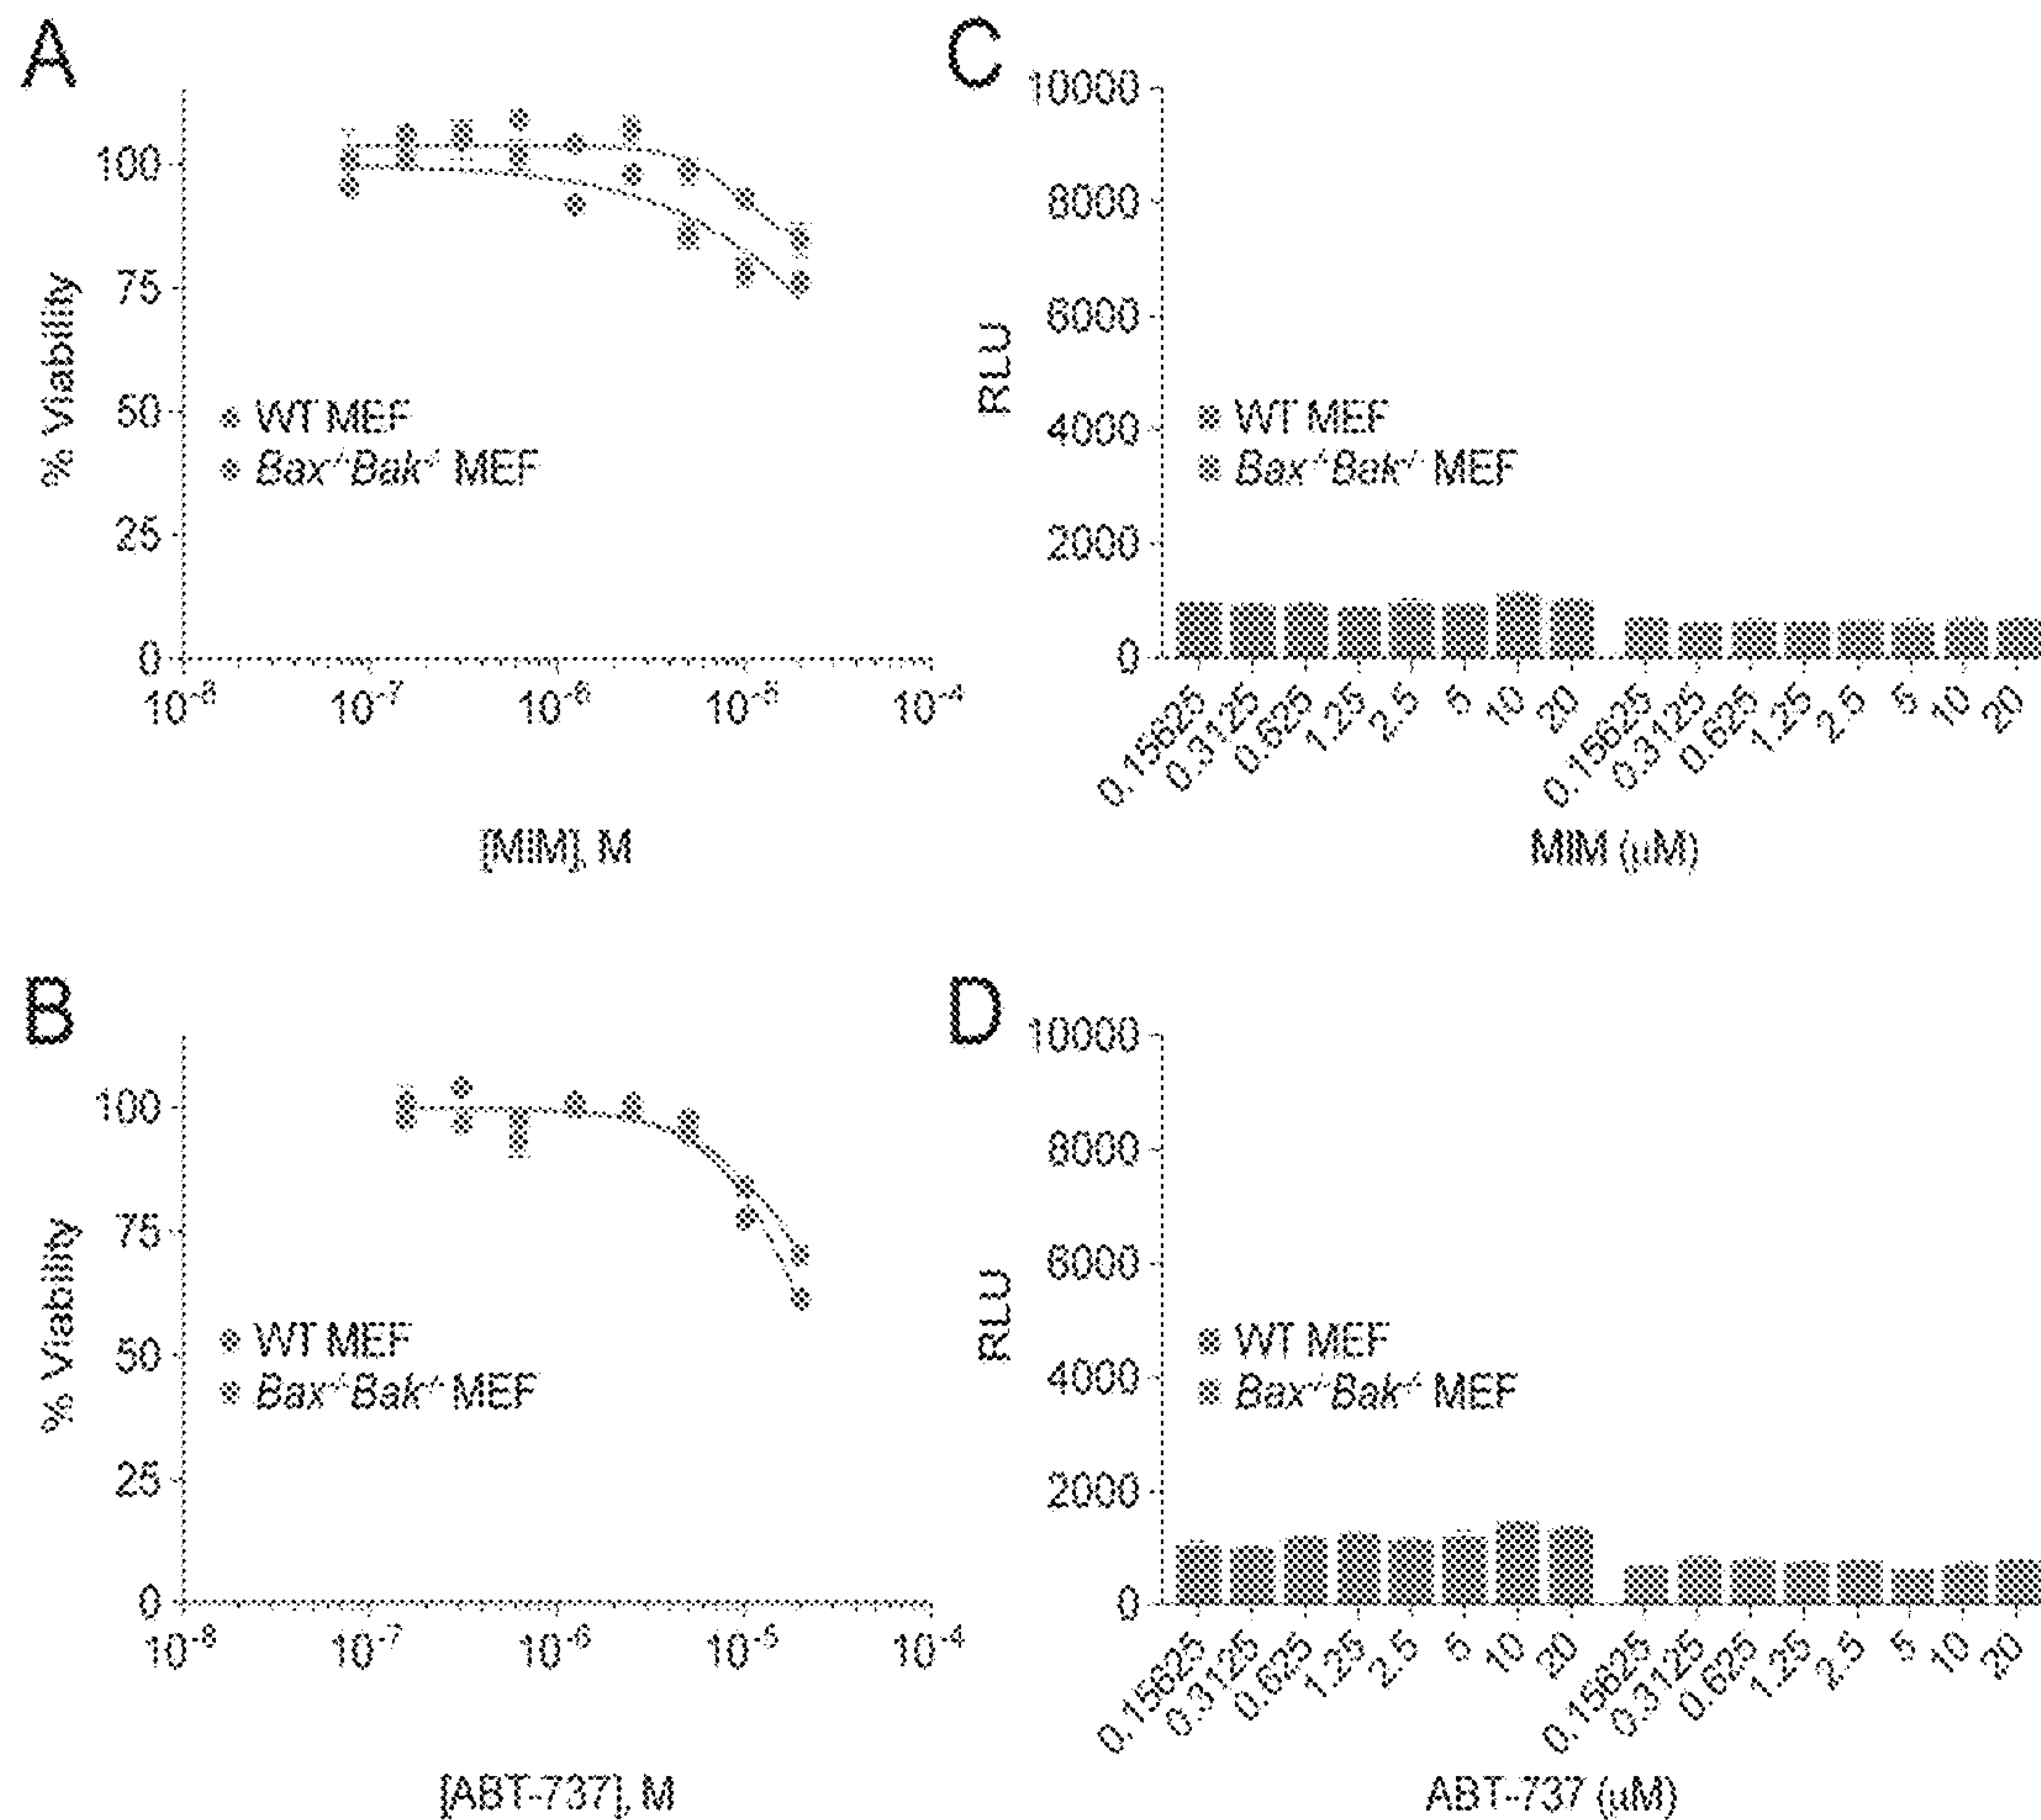 A
100
75
50
25
0
% Viability
WT MEF
Bax-/-Bak-/- MEF
10-8 10-7 10-6 10-5 10-4
[MIM], M
C
10000
8000
6000
4000
2000
0
RLU
WT MEF
Bax-/-Bak-/- MEF
0.15625 0.3125 0.625 1.25 2.5 5 10 20 0.15625 0.3125 0.625 1.25 2.5 5 10 20
MIM (µM)
B
100
75
50
25
0
% Viability
WT MEF
Bax-/-Bak-/- MEF
10-8 10-7 10-6 10-5 10-4
[ABT-737], M
D
10000
8000
6000
4000
2000
0
RLU
WT MEF
Bax-/-Bak-/- MEF
0.15625 0.3125 0.625 1.25 2.5 5 10 20 0.15625 0.3125 0.625 1.25 2.5 5 10 20
ABT-737 (µM)